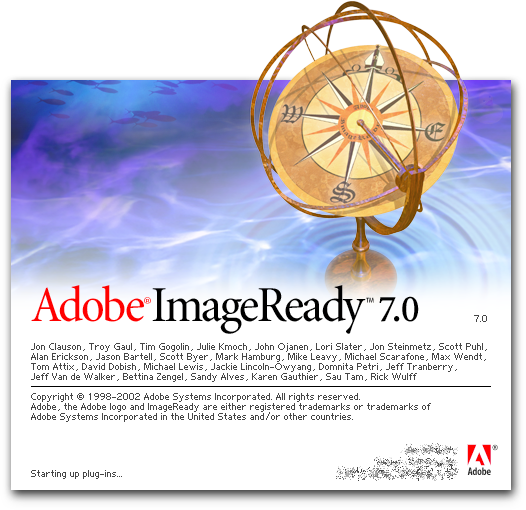 N
W
E
S
Adobe® ImageReady™ 7.0
7.0
Jon Clauson, Troy Gaul, Tim Gogolin, Julie Kmoch, John Ojanen, Lori Slater, Jon Steinmetz, Scott Puhl,
Alan Erickson, Jason Bartell, Scott Byer, Mark Hamburg, Mike Leavy, Michael Scarafone, Max Wendt,
Tom Attix, David Dobish, Michael Lewis, Jackie Lincoln-Owyang, Domnita Petri, Jeff Tranberry,
Jeff Van de Walker, Bettina Zengel, Sandy Alves, Karen Gauthier, Sau Tam, Rick Wulff
Copyright © 1998-2002 Adobe Systems Incorporated. All rights reserved.
Adobe, the Adobe logo and ImageReady are either registered trademarks or trademarks of
Adobe Systems Incorporated in the United States and/or other countries.
Starting up plug-ins...
Adobe